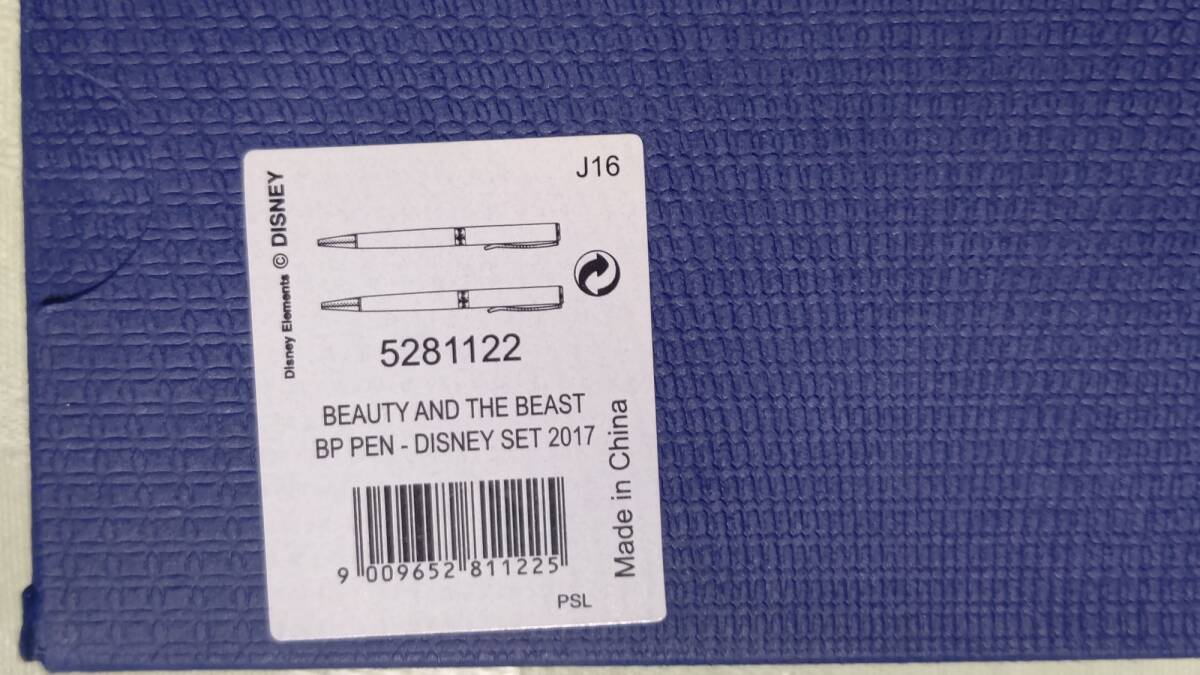 J16
Disney Elements © DISNEY
5281122
BEAUTY AND THE BEAST
BP PEN - DISNEY SET 2017
Made in China
9 009652 811225
PSL